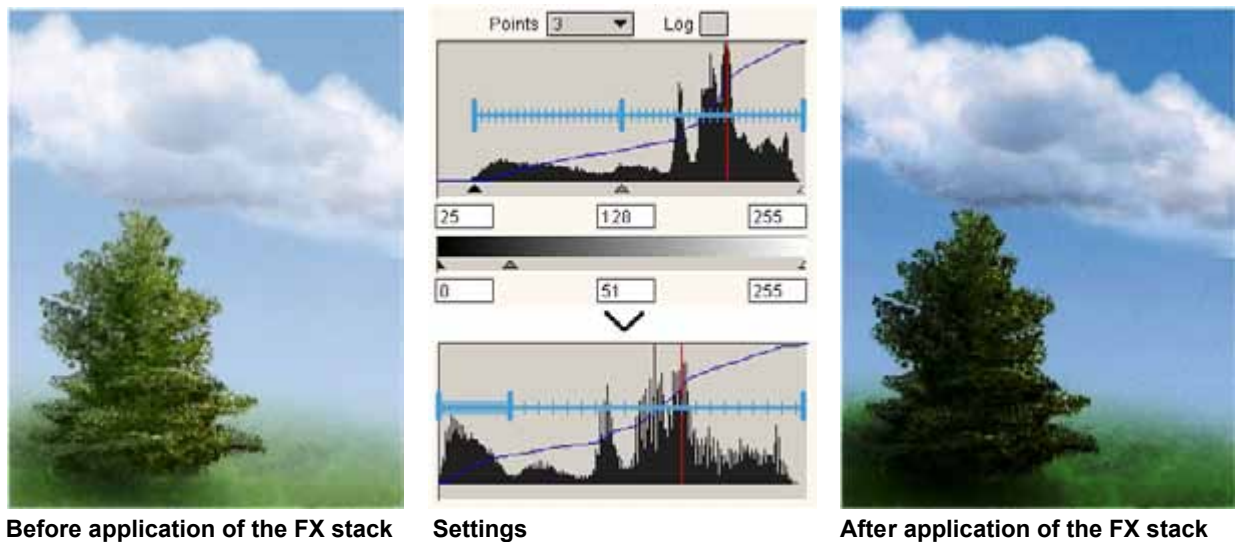 Points 3 Log
25 128 255
0 51 255
Before application of the FX stack
Settings
After application of the FX stack